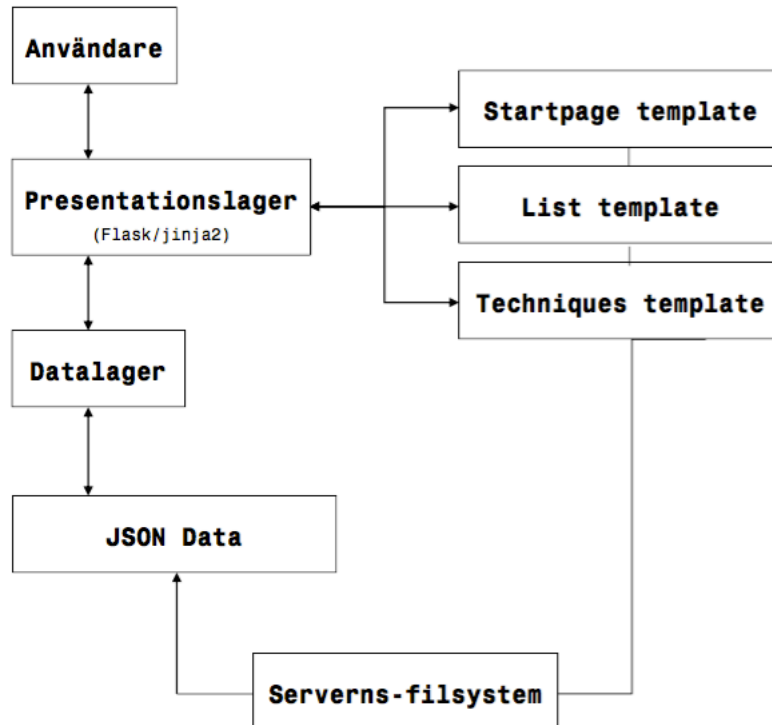 Användare
Startpage template
Presentationslager
(Flask/jinja2)
List template
Techniques template
Datalager
JSON Data
Serverns-filsystem